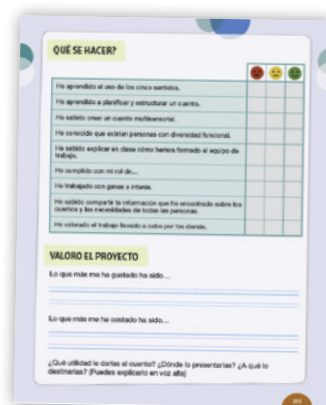 QUÉ SE HACER?
He aprendido el uso de los cinco sentidos.
He aprendido a planificar y estructurar un cuento.
He sabido crear un cuento multisensorial.
He conocido que existen personas con diversidad funcional.
He sabido explicar en clase cómo hemos formado el equipo de
trabajo.
He cumplido con mi rol de...
He trabajado con ganas e interés.
He sabido compartir la información que he encontrado sobre los
cuentos y las necesidades de todas las personas.
He valorado el trabajo llevado a cabo por los demás.
VALORO EL PROYECTO
Lo que más me ha gustado ha sido...
Lo que más me ha costado ha sido...
¿Qué utilidad le darías al cuento? ¿Dónde lo presentarías? ¿A qué lo
destinarías? (Puedes explicarlo en voz alta)